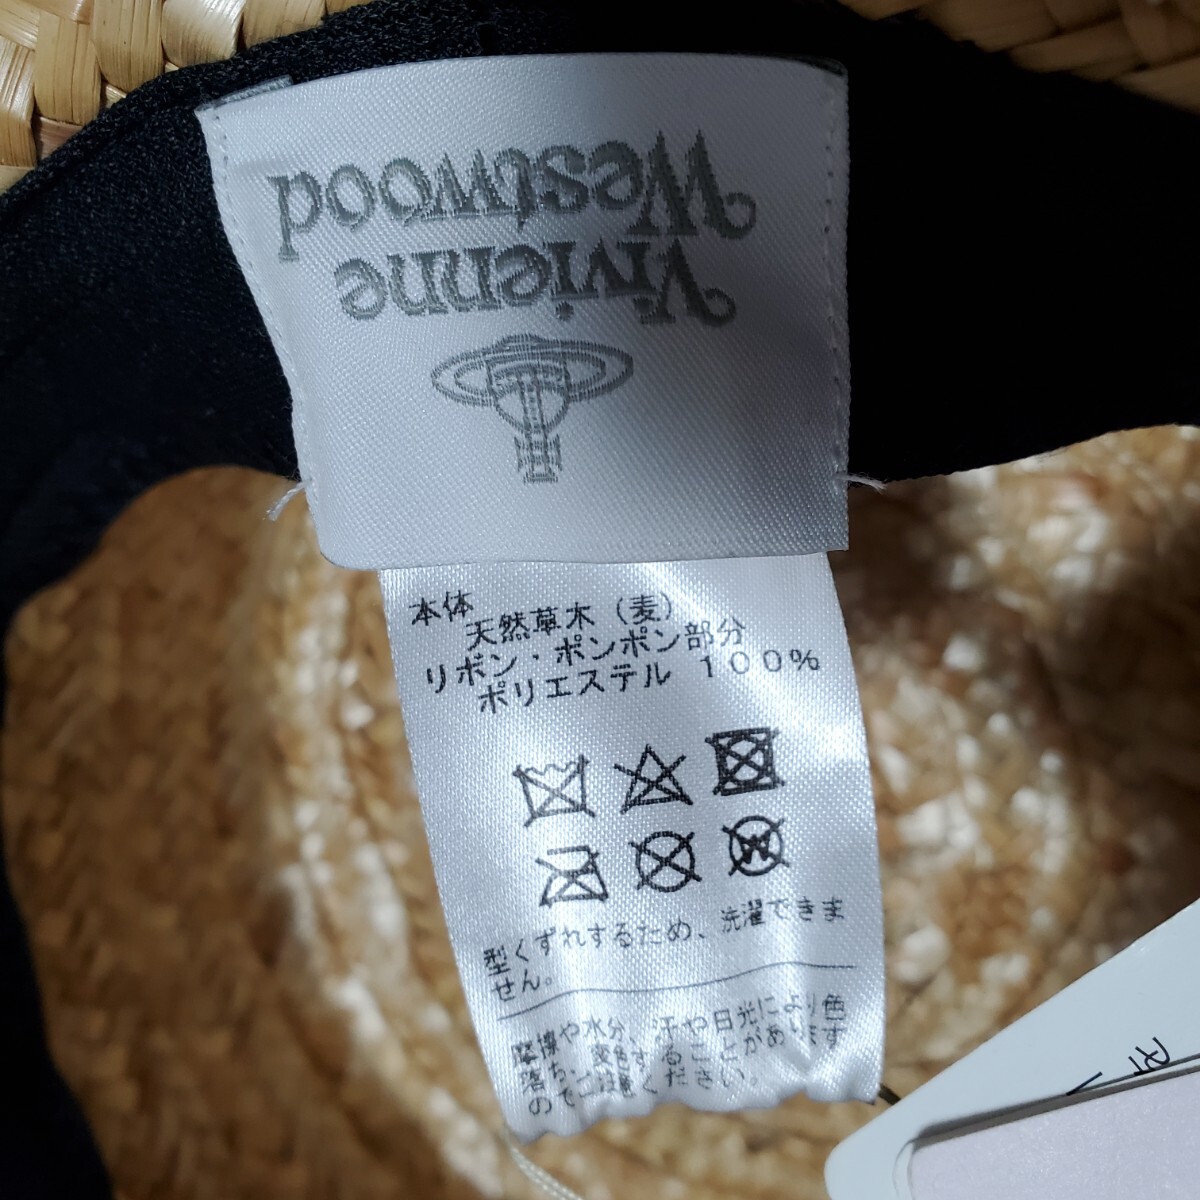 Vivienne
Westwood
本体
天然草木（麦）
リボン・ポンポン部分
ポリエステル 100％
W
型くずれするため、洗濯できま
せん。
摩擦や水分、汗や日光により色
落ち、変色することがあります
のでご注意ください。